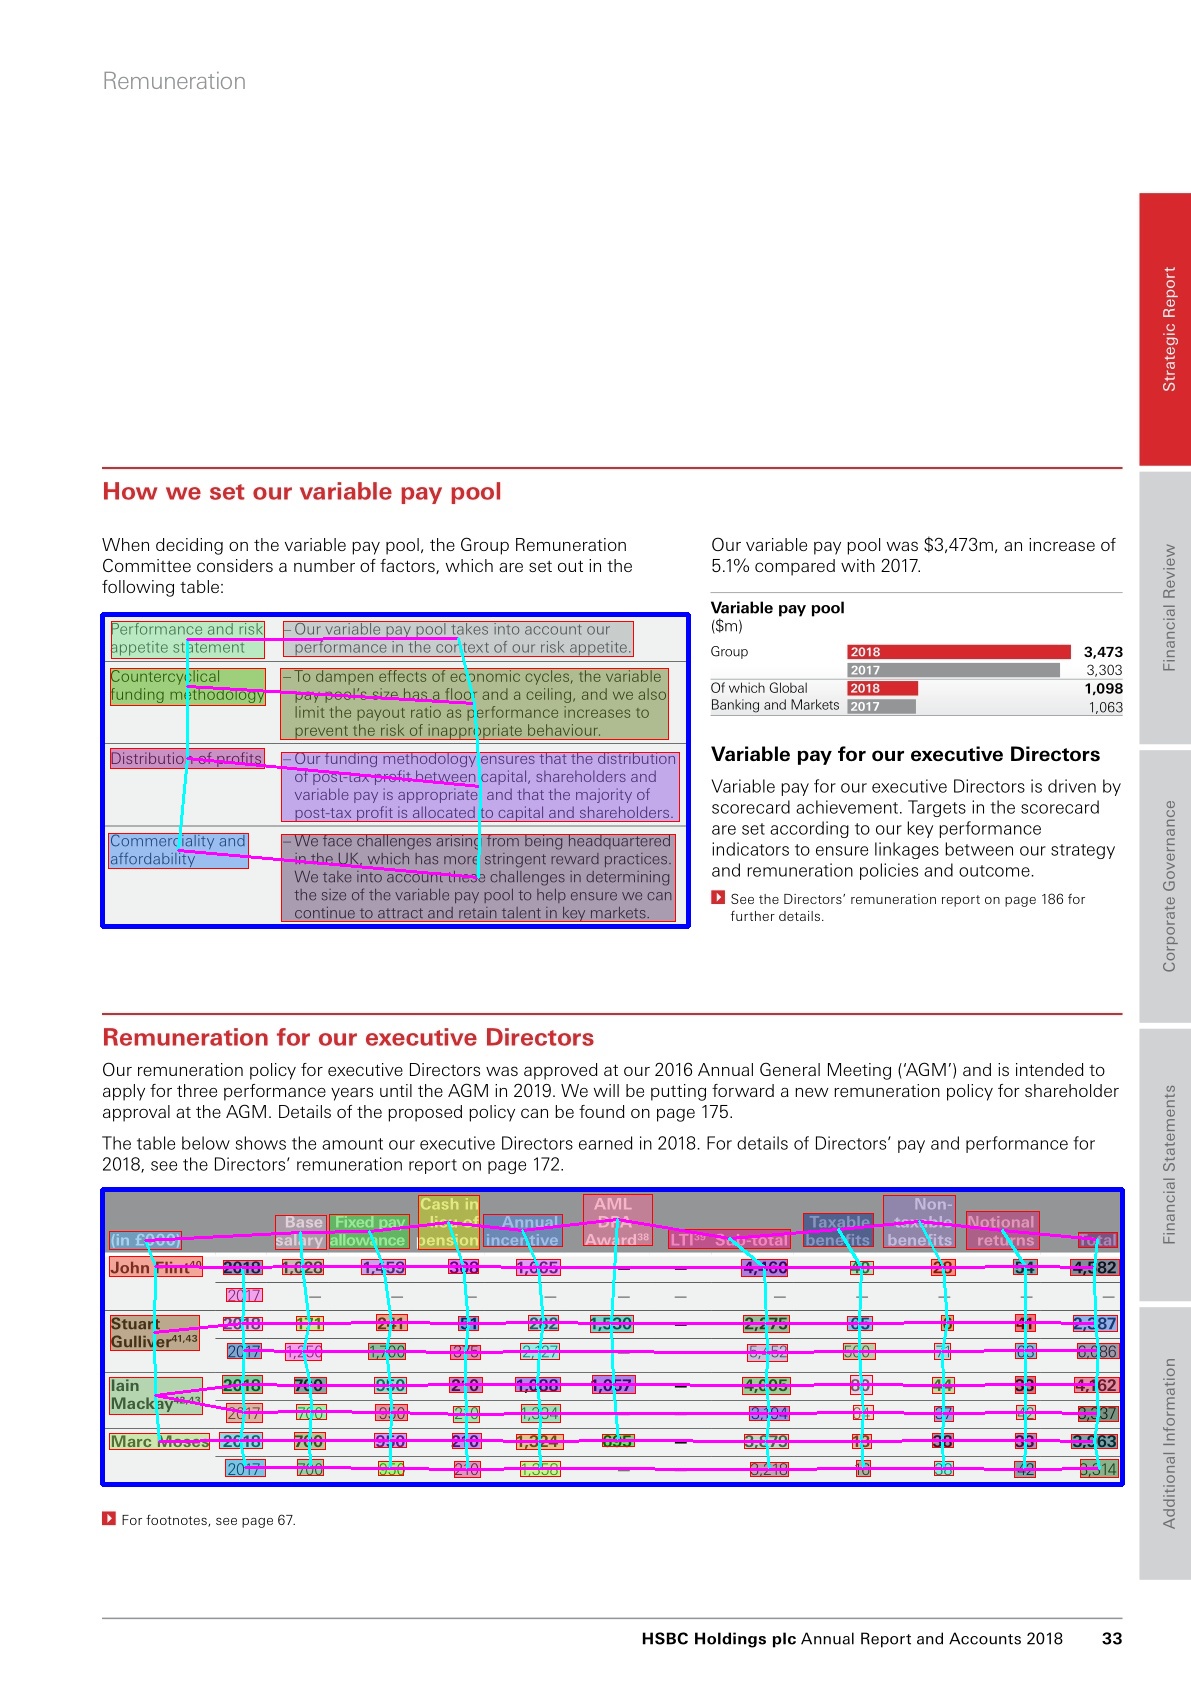 Remuneration
Strategic Report
Financial Review
Corporate Governance
Financial Statements
Additional Information
How we set our variable pay pool
When deciding on the variable pay pool, the Group Remuneration
Committee considers a number of factors, which are set out in the
following table:
Performance and risk
appetite statement
– Our variable pay pool takes into account our
performance in the context of our risk appetite.
Countercyclical
funding methodology
– To dampen effects of economic cycles, the variable
pay pool's size has a floor and a ceiling, and we also
limit the payout ratio as performance increases to
prevent the risk of inappropriate behaviour.
Distribution of profits
– Our funding methodology ensures that the distribution
of post-tax profit between capital, shareholders and
variable pay is appropriate, and that the majority of
post-tax profit is allocated to capital and shareholders.
Commerciality and
affordability
– We face challenges arising from being headquartered
in the UK, which has more stringent reward practices.
We take into account these challenges in determining
the size of the variable pay pool to help ensure we can
continue to attract and retain talent in key markets.
Our variable pay pool was $3,473m, an increase of
5.1% compared with 2017.
Variable pay pool
($m)
Group 2018 3,473
2017 3,303
Of which Global 2018 1,098
Banking and Markets 2017 1,063
Variable pay for our executive Directors
Variable pay for our executive Directors is driven by
scorecard achievement. Targets in the scorecard
are set according to our key performance
indicators to ensure linkages between our strategy
and remuneration policies and outcome.
See the Directors' remuneration report on page 186 for
further details.
Remuneration for our executive Directors
Our remuneration policy for executive Directors was approved at our 2016 Annual General Meeting ('AGM') and is intended to
apply for three performance years until the AGM in 2019. We will be putting forward a new remuneration policy for shareholder
approval at the AGM. Details of the proposed policy can be found on page 175.
The table below shows the amount our executive Directors earned in 2018. For details of Directors' pay and performance for
2018, see the Directors' remuneration report on page 172.
Cash in AML Non-
Base Fixed pay lieu of Annual DPA Taxable taxable Notional
(in £000) salary allowance pension incentive Award38 LTI39 Sub-total benefits benefits returns Total
John Flint40 2018 1,028 1,459 308 1,665 — — 4,460 40 28 54 4,582
2017 — — — — — — — — — — —
Stuart 2018 171 241 51 282 1,530 — 2,275 65 6 41 2,387
Gulliver41,43
2017 1,250 1,700 375 2,127 — — 5,452 500 71 63 6,086
Iain 2018 700 950 210 1,088 1,057 — 4,005 80 44 33 4,162
Mackay42,43
2017 700 950 210 1,334 — — 3,194 64 37 42 3,337
Marc Moses 2018 700 950 210 1,324 695 — 3,879 13 38 33 3,963
2017 700 950 210 1,358 — — 3,218 16 38 42 3,314
For footnotes, see page 67.
HSBC Holdings plc Annual Report and Accounts 2018 33